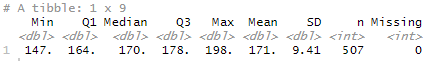 # A tibble: 1 x 9
Min Q1 Median Q3 Max Mean SD n Missing
<dbl> <dbl> <dbl> <dbl> <dbl> <dbl> <dbl> <int> <int>
1 147. 164. 170. 178. 198. 171. 9.41 507 0